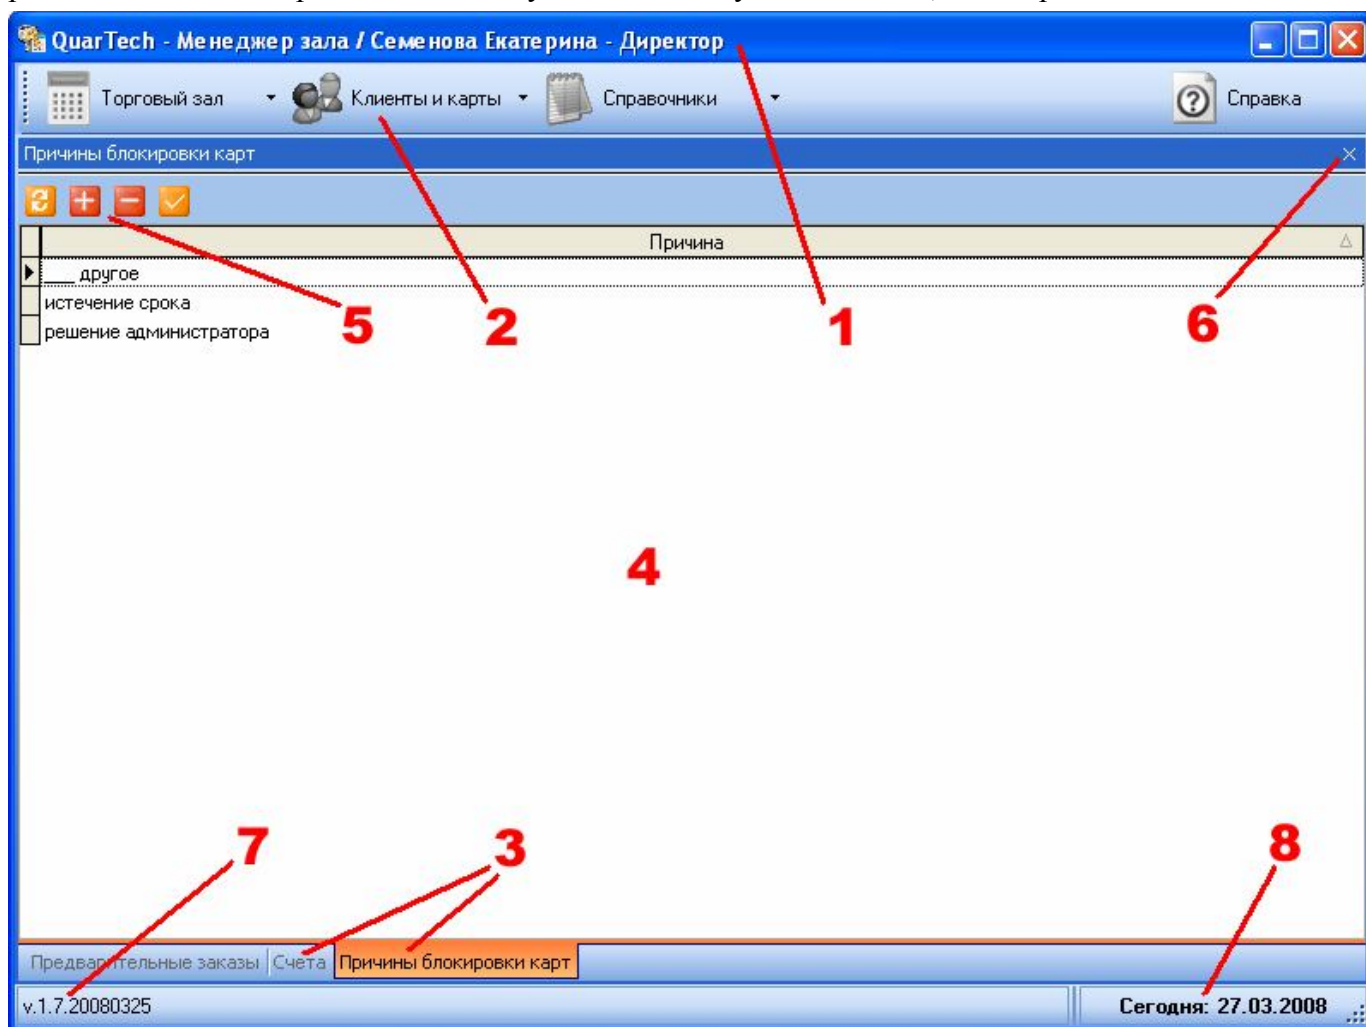 QuarTech - Менеджер зала / Семенова Екатерина - Директор
Торговый зал Клиенты и карты Справочники Справка
Причины блокировки карт
Причина
___ другое
истечение срока
решение администратора
5 2 1 6
4
7 3 8
Предварительные заказы Счета Причины блокировки карт
v.1.7.20080325 Сегодня: 27.03.2008